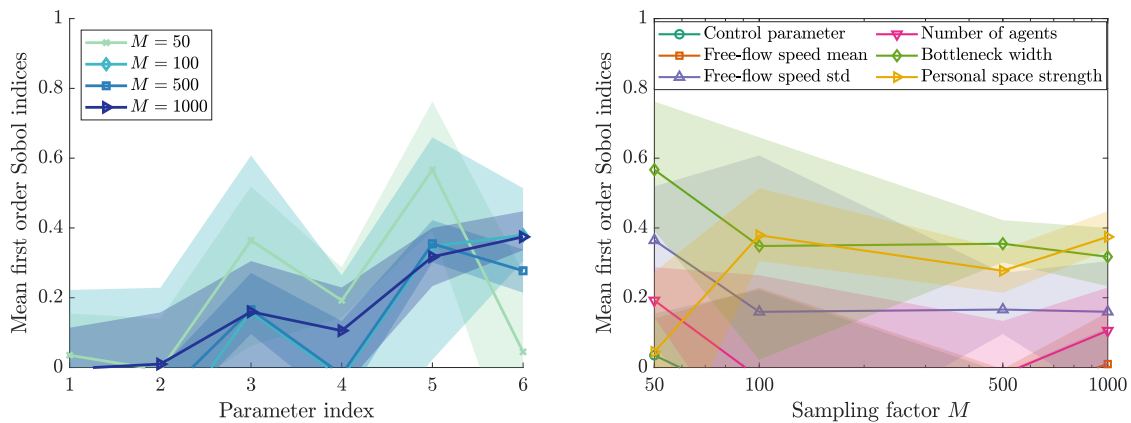 Mean first order Sobol indices
1
0.8
0.6
0.4
0.2
0
M = 50
M = 100
M = 500
M = 1000
1 2 3 4 5 6
Parameter index
Mean first order Sobol indices
1
0.8
0.6
0.4
0.2
0
Control parameter
Free-flow speed mean
Free-flow speed std
Number of agents
Bottleneck width
Personal space strength
50 100 500 1000
Sampling factor M